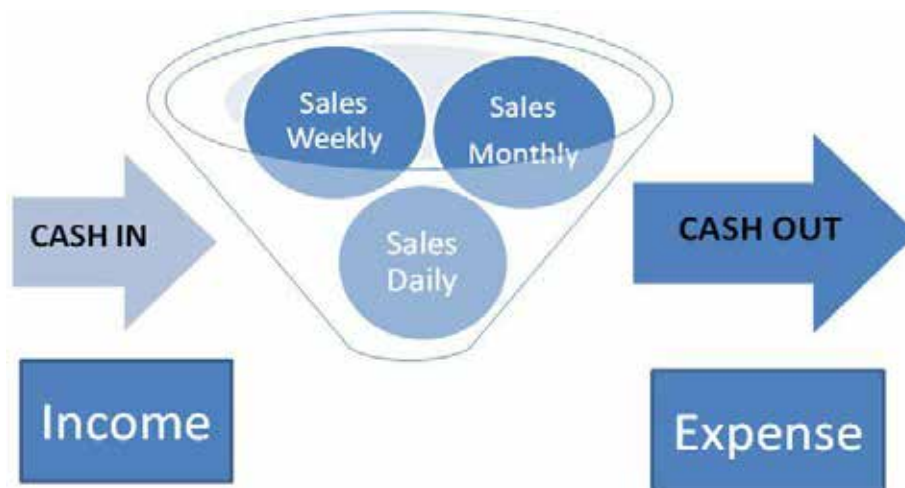 Sales
Weekly
Sales
Monthly
CASH IN
CASH OUT
Sales
Daily
Income
Expense